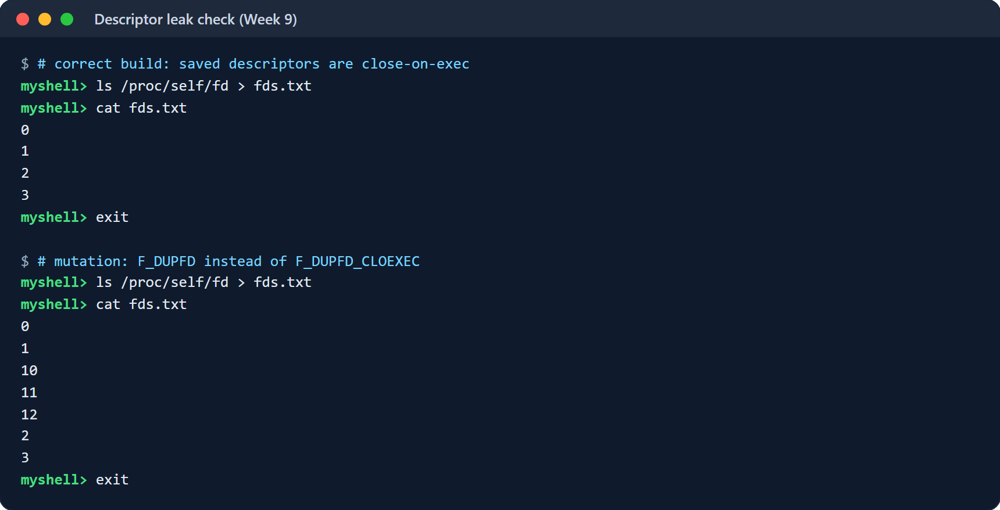 Descriptor leak check (Week 9)
$ # correct build: saved descriptors are close-on-exec
myshell> ls /proc/self/fd > fds.txt
myshell> cat fds.txt
0
1
2
3
myshell> exit
$ # mutation: F_DUPFD instead of F_DUPFD_CLOEXEC
myshell> ls /proc/self/fd > fds.txt
myshell> cat fds.txt
0
1
10
11
12
2
3
myshell> exit